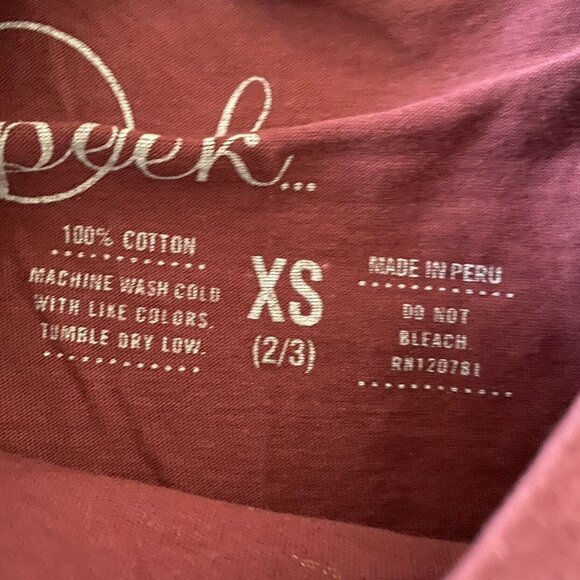 peek...
100% COTTON
MACHINE WASH COLD
WITH LIKE COLORS.
TUMBLE DRY LOW.
XS
(2/3)
MADE IN PERU
DO NOT
BLEACH.
RN120781